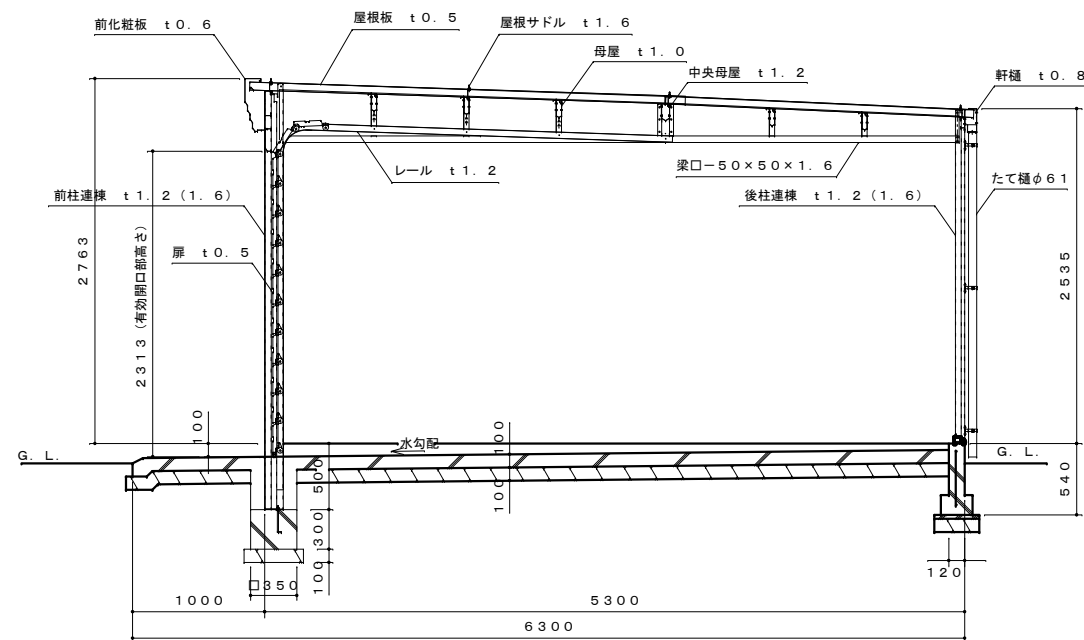 前化粧板 t0.6
屋根板 t0.5
屋根サドル t1.6
母屋 t1.0
中央母屋 t1.2
軒樋 t0.8
レール t1.2
梁口-50×50×1.6
たて樋φ61
前柱連棟 t1.2(1.6)
後柱連棟 t1.2(1.6)
扉 t0.5
2763
2313(有効開口部高さ)
2535
100
水勾配
100
G.L.
G.L.
500
100
540
300
100
□350
120
1000
5300
6300